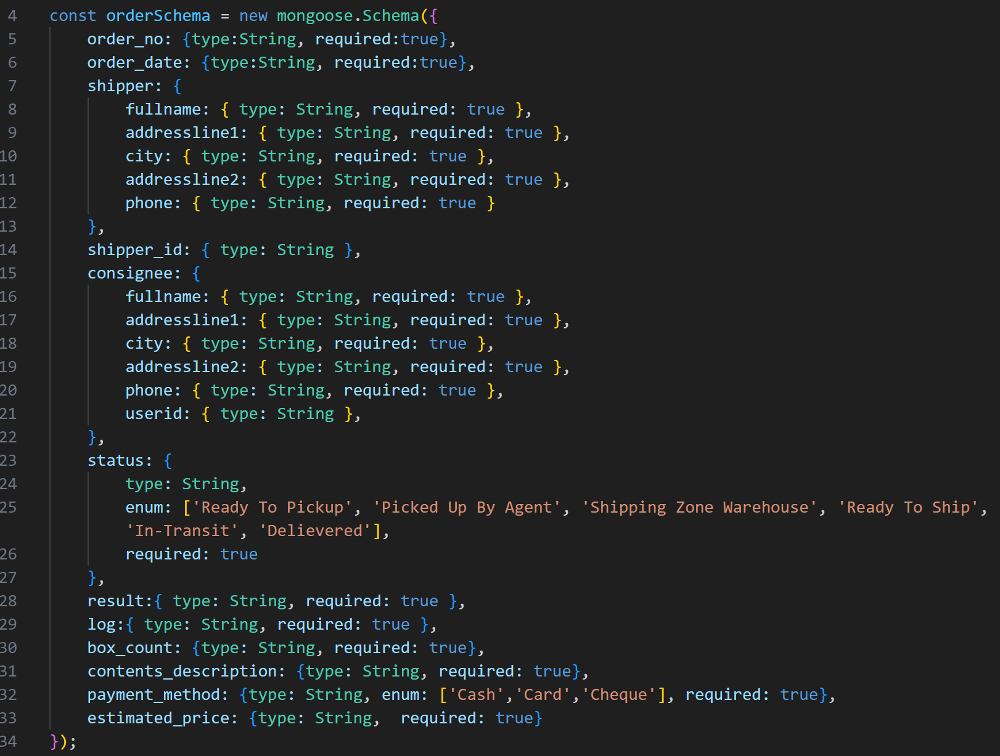 4 const orderSchema = new mongoose.Schema({
5 order_no: {type:String, required:true},
6 order_date: {type:String, required:true},
7 shipper: {
8 fullname: { type: String, required: true },
9 addressline1: { type: String, required: true },
10 city: { type: String, required: true },
11 addressline2: { type: String, required: true },
12 phone: { type: String, required: true }
13 },
14 shipper_id: { type: String },
15 consignee: {
16 fullname: { type: String, required: true },
17 addressline1: { type: String, required: true },
18 city: { type: String, required: true },
19 addressline2: { type: String, required: true },
20 phone: { type: String, required: true },
21 userid: { type: String },
22 },
23 status: {
24 type: String,
25 enum: ['Ready To Pickup', 'Picked Up By Agent', 'Shipping Zone Warehouse', 'Ready To Ship',
'In-Transit', 'Delievered'],
26 required: true
27 },
28 result:{ type: String, required: true },
29 log:{ type: String, required: true },
30 box_count: {type: String, required: true},
31 contents_description: {type: String, required: true},
32 payment_method: {type: String, enum: ['Cash','Card','Cheque'], required: true},
33 estimated_price: {type: String,  required: true}
34 });